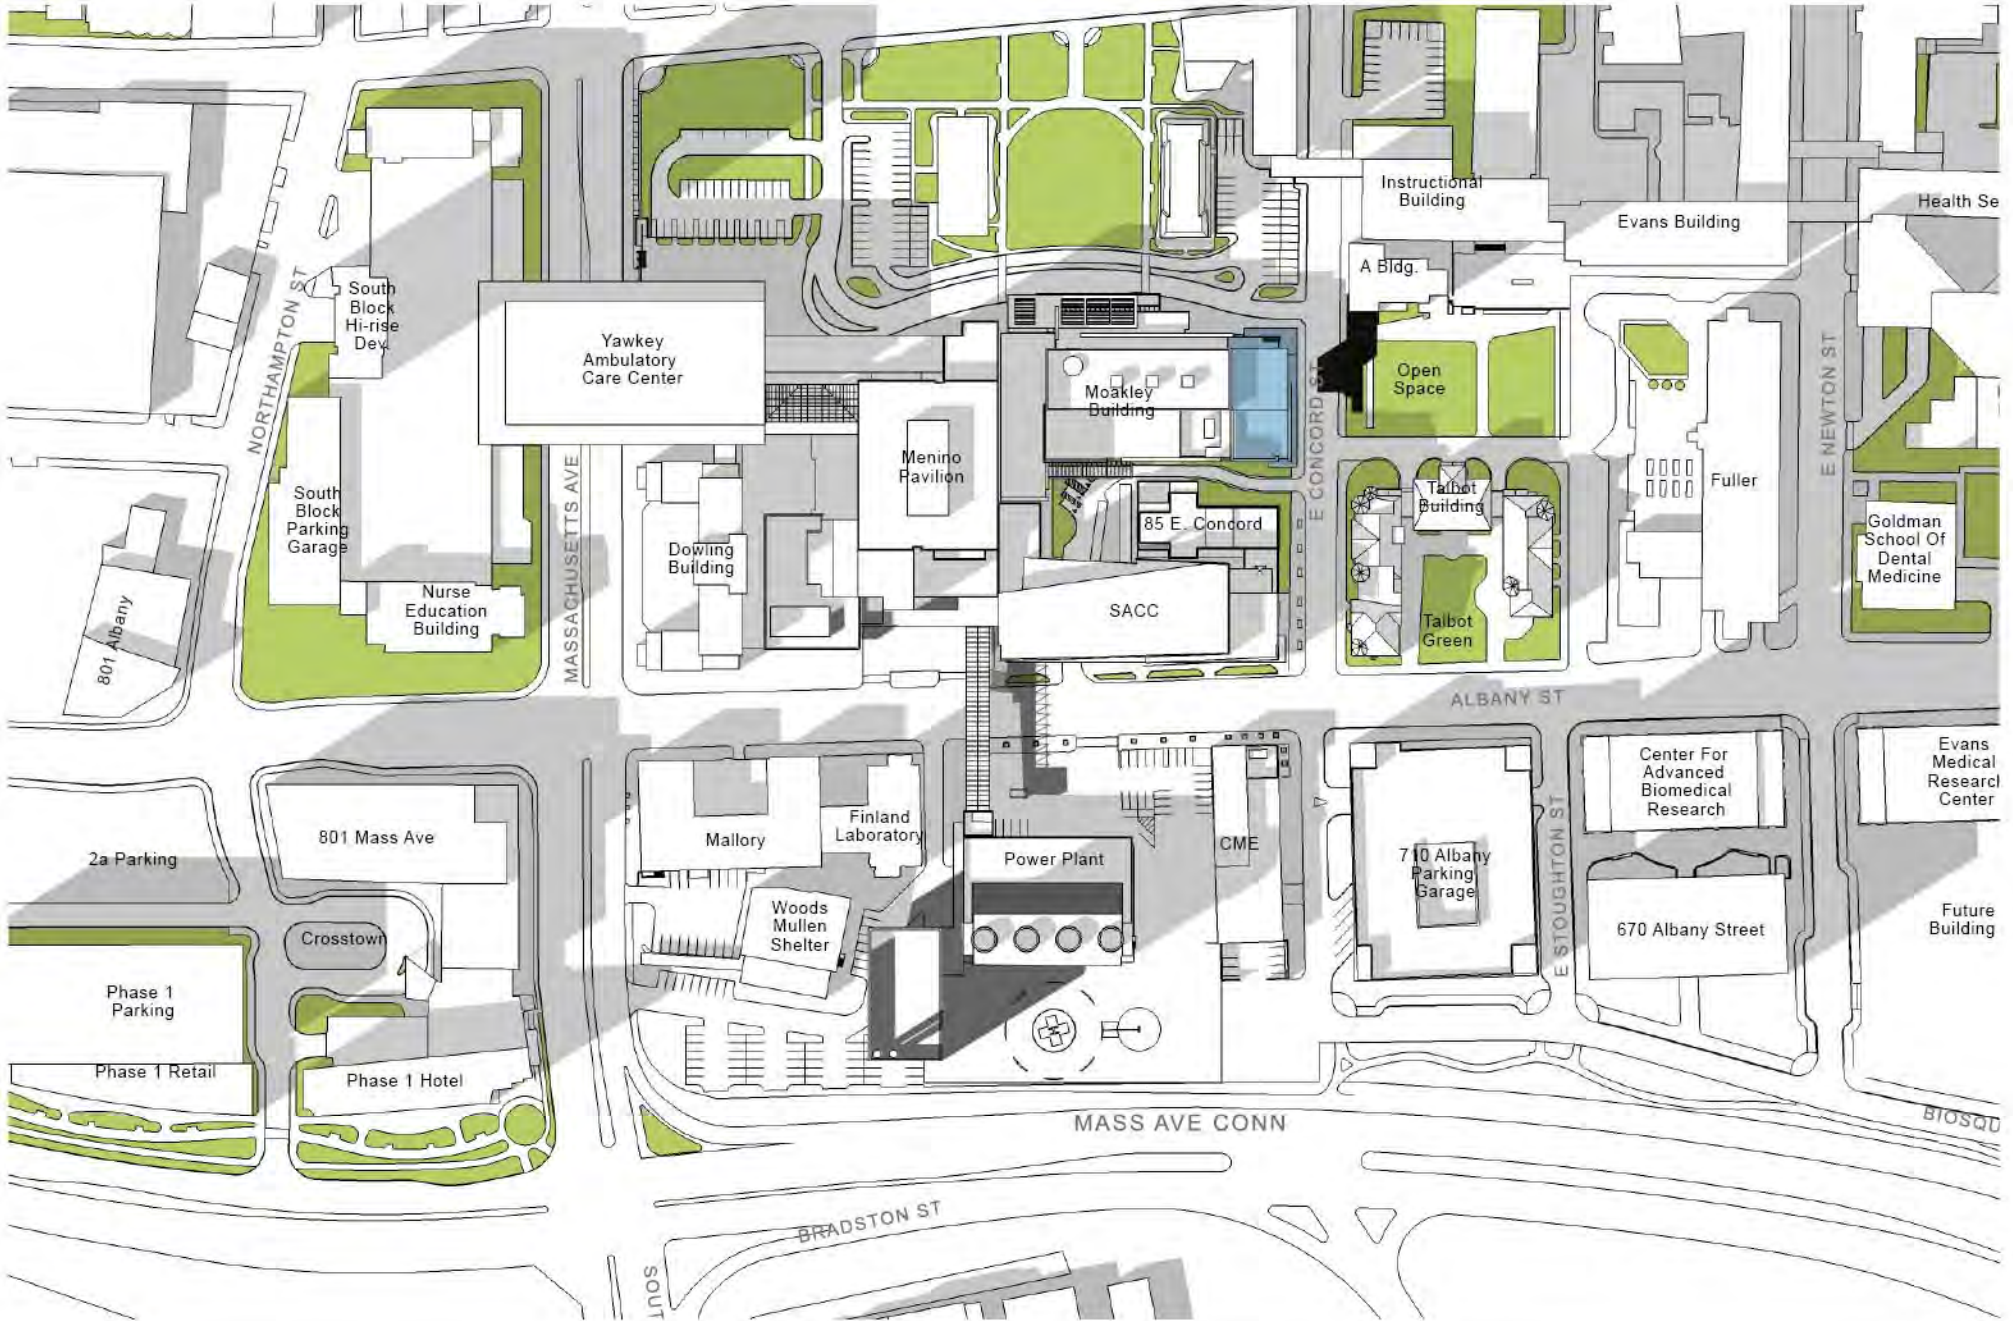 Instructional
Building
Evans Building
Health Se
A Bldg.
South
Block
Hi-rise
Dev.
NORTHAMPTON ST
Yawkey
Ambulatory
Care Center
Moakley
Building
E CONCORD ST
Open
Space
E NEWTON ST
Menino
Pavilion
MASSACHUSETTS AVE
South
Block
Parking
Garage
Dowling
Building
85 E. Concord
Talbot
Building
Fuller
Goldman
School Of
Dental
Medicine
Nurse
Education
Building
801 Albany
SACC
Talbot
Green
ALBANY ST
2a Parking
801 Mass Ave
Mallory
Finland
Laboratory
Power Plant
CME
710 Albany
Parking
Garage
E STOUGHTON ST
Center For
Advanced
Biomedical
Research
Evans
Medical
Research
Center
Crosstown
Woods
Mullen
Shelter
670 Albany Street
Future
Building
Phase 1
Parking
Phase 1 Retail
Phase 1 Hotel
MASS AVE CONN
BIOSQU
BRADSTON ST
SOUT